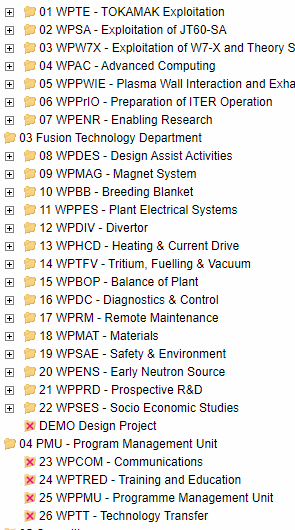 01 WPTE - TOKAMAK Exploitation
02 WPSA - Exploitation of JT60-SA
03 WPW7X - Exploitation of W7-X and Theory S
04 WPAC - Advanced Computing
05 WPPWIE - Plasma Wall Interaction and Exha
06 WPPrIO - Preparation of ITER Operation
07 WPENR - Enabling Research
03 Fusion Technology Department
08 WPDES - Design Assist Activities
09 WPMAG - Magnet System
10 WPBB - Breeding Blanket
11 WPPES - Plant Electrical Systems
12 WPDIV - Divertor
13 WPHCD - Heating & Current Drive
14 WPTFV - Tritium, Fuelling & Vacuum
15 WPBOP - Balance of Plant
16 WPDC - Diagnostics & Control
17 WPRM - Remote Maintenance
18 WPMAT - Materials
19 WPSAE - Safety & Environment
20 WPENS - Early Neutron Source
21 WPPRD - Prospective R&D
22 WPSES - Socio Economic Studies
DEMO Design Project
04 PMU - Program Management Unit
23 WPCOM - Communications
24 WPTRED - Training and Education
25 WPPMU - Programme Management Unit
26 WPTT - Technology Transfer